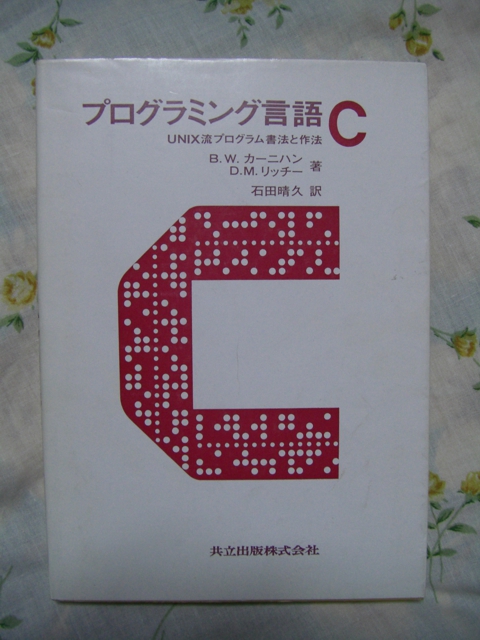 プログラミング言語C
UNIX流プログラム書法と作法
B.W. カーニハン 著
D.M. リッチー
石田晴久 訳
共立出版株式会社